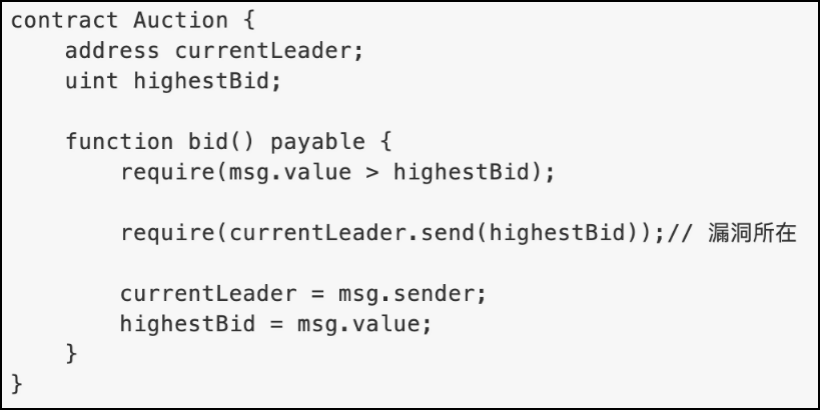 contract Auction {
    address currentLeader;
    uint highestBid;

    function bid() payable {
        require(msg.value > highestBid);

        require(currentLeader.send(highestBid));// 漏洞所在

        currentLeader = msg.sender;
        highestBid = msg.value;
    }
}